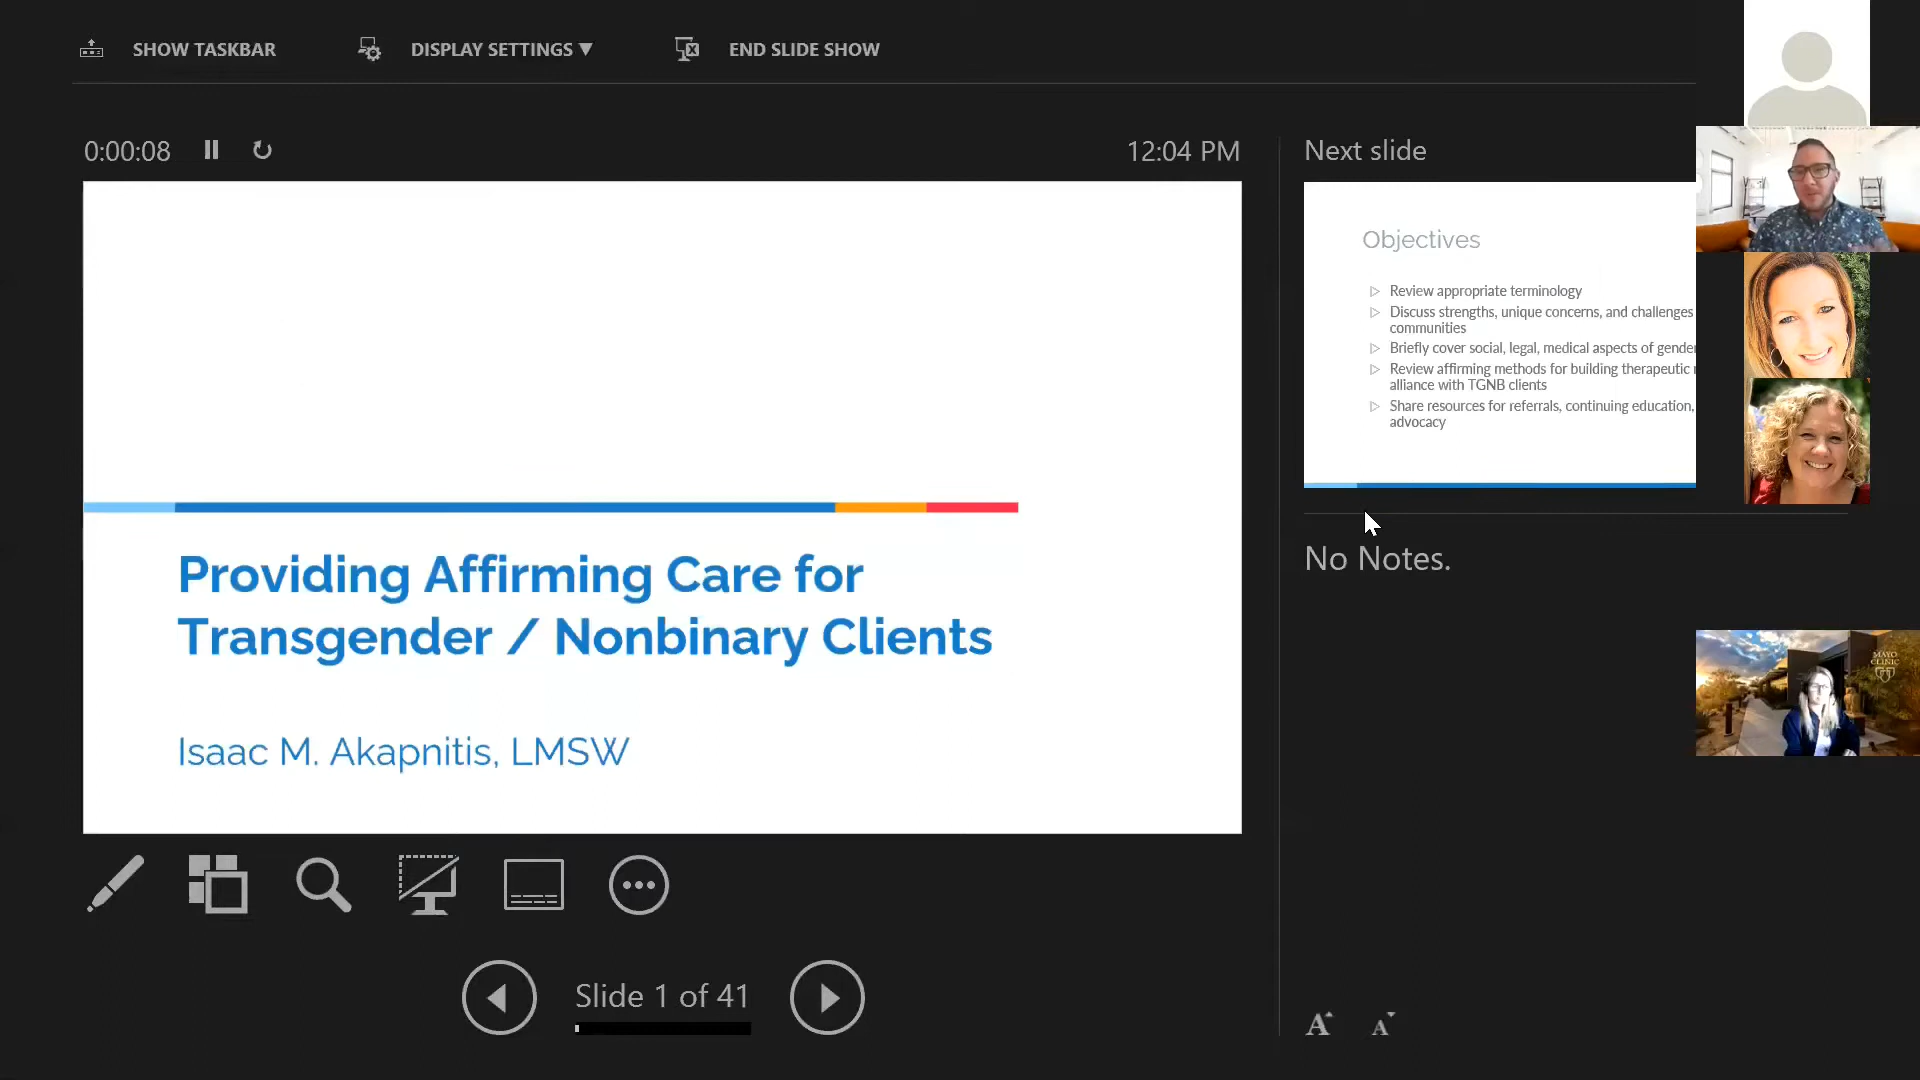 SHOW TASKBAR
DISPLAY SETTINGS ▼
END SLIDE SHOW
0:00:08
12:04 PM
Providing Affirming Care for
Transgender / Nonbinary Clients
Isaac M. Akapnitis, LMSW
Slide 1 of 41
Next slide
Objectives
Review appropriate terminology
Discuss strengths, unique concerns, and challenges
communities
Briefly cover social, legal, medical aspects of gender
Review affirming methods for building therapeutic
alliance with TGNB clients
Share resources for referrals, continuing education,
advocacy
No Notes.
MAYO
CLINIC
A
A